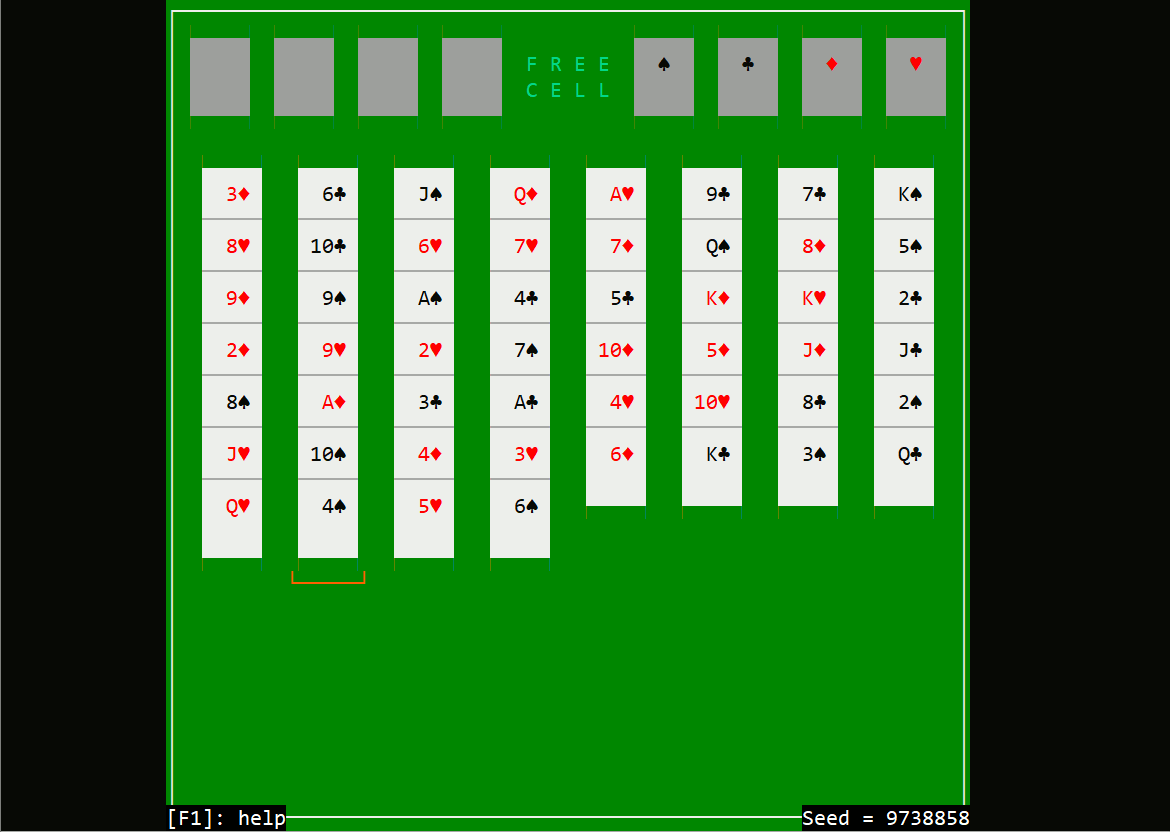 F R E E ♠ ♣ ♦ ♥
C E L L
3♦ 6♣ J♠ Q♦ A♥ 9♣ 7♣ K♠
8♥ 10♣ 6♥ 7♥ 7♦ Q♠ 8♦ 5♠
9♦ 9♠ A♠ 4♣ 5♣ K♦ K♥ 2♣
2♦ 9♥ 2♥ 7♠ 10♦ 5♦ J♦ J♣
8♠ A♦ 3♣ A♣ 4♥ 10♥ 8♣ 2♠
J♥ 10♠ 4♦ 3♥ 6♦ K♣ 3♠ Q♣
Q♥ 4♠ 5♥ 6♠
[F1]: help Seed = 9738858